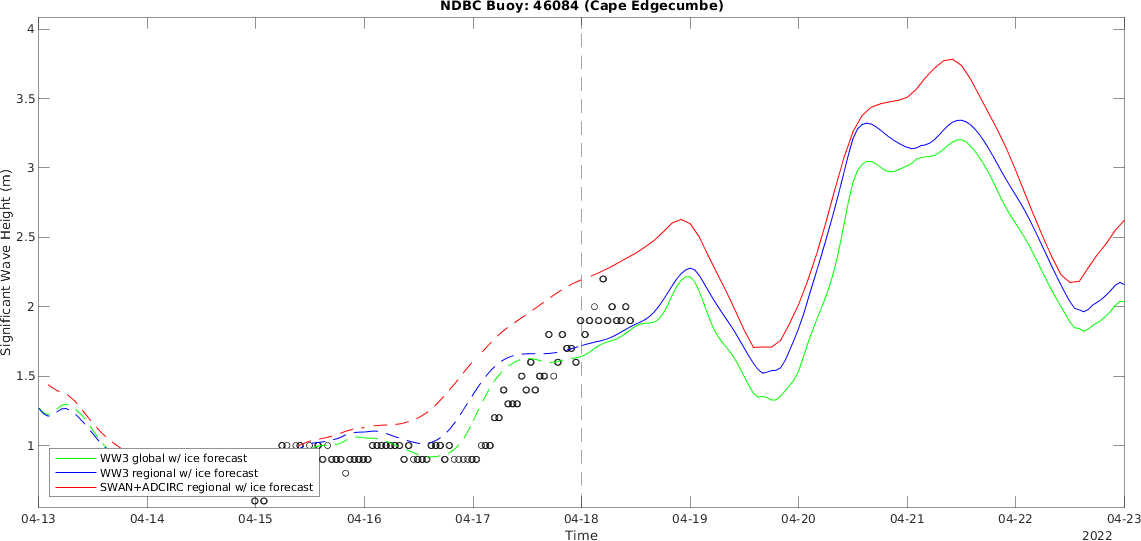 NDBC Buoy: 46084 (Cape Edgecumbe)
4
3.5
3
2.5
2
1.5
1
Significant Wave Height (m)
WW3 global w/ ice forecast
WW3 regional w/ ice forecast
SWAN+ADCIRC regional w/ ice forecast
04-13 04-14 04-15 04-16 04-17 04-18 04-19 04-20 04-21 04-22 04-23
Time
2022